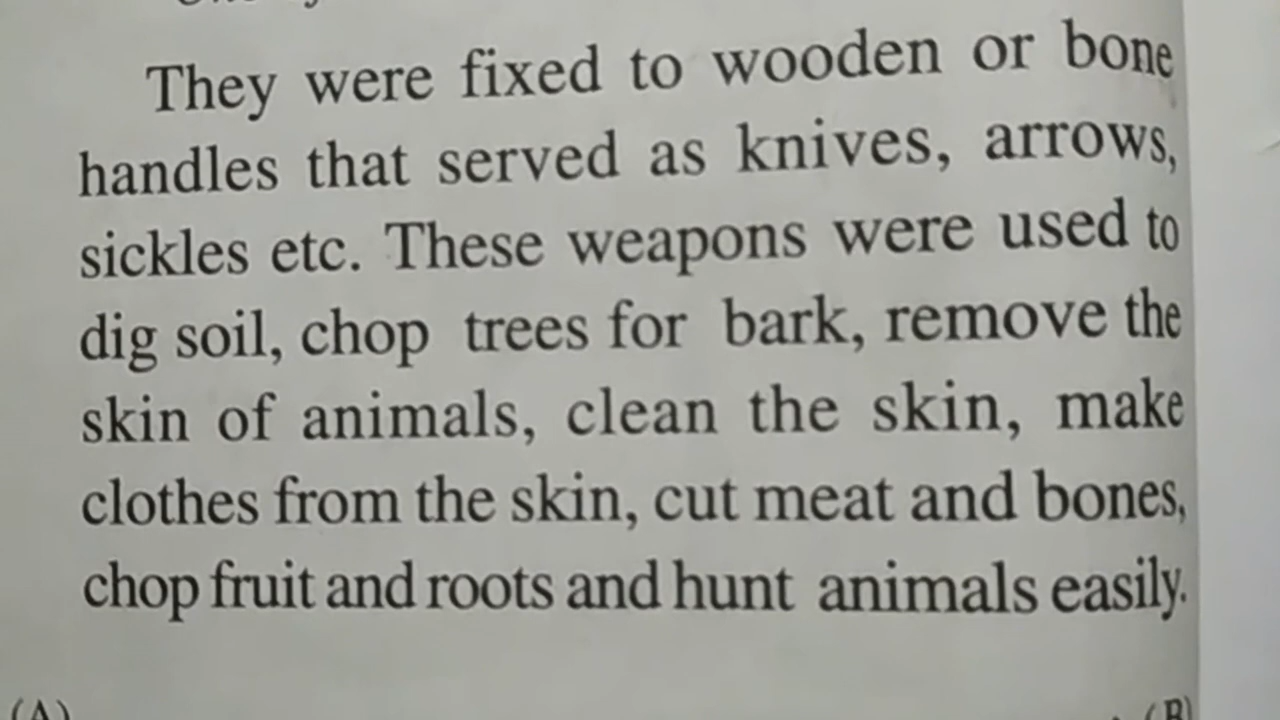 They were fixed to wooden or bone
handles that served as knives, arrows,
sickles etc. These weapons were used to
dig soil, chop trees for bark, remove the
skin of animals, clean the skin, make
clothes from the skin, cut meat and bones,
chop fruit and roots and hunt animals easily.
(A) (B)